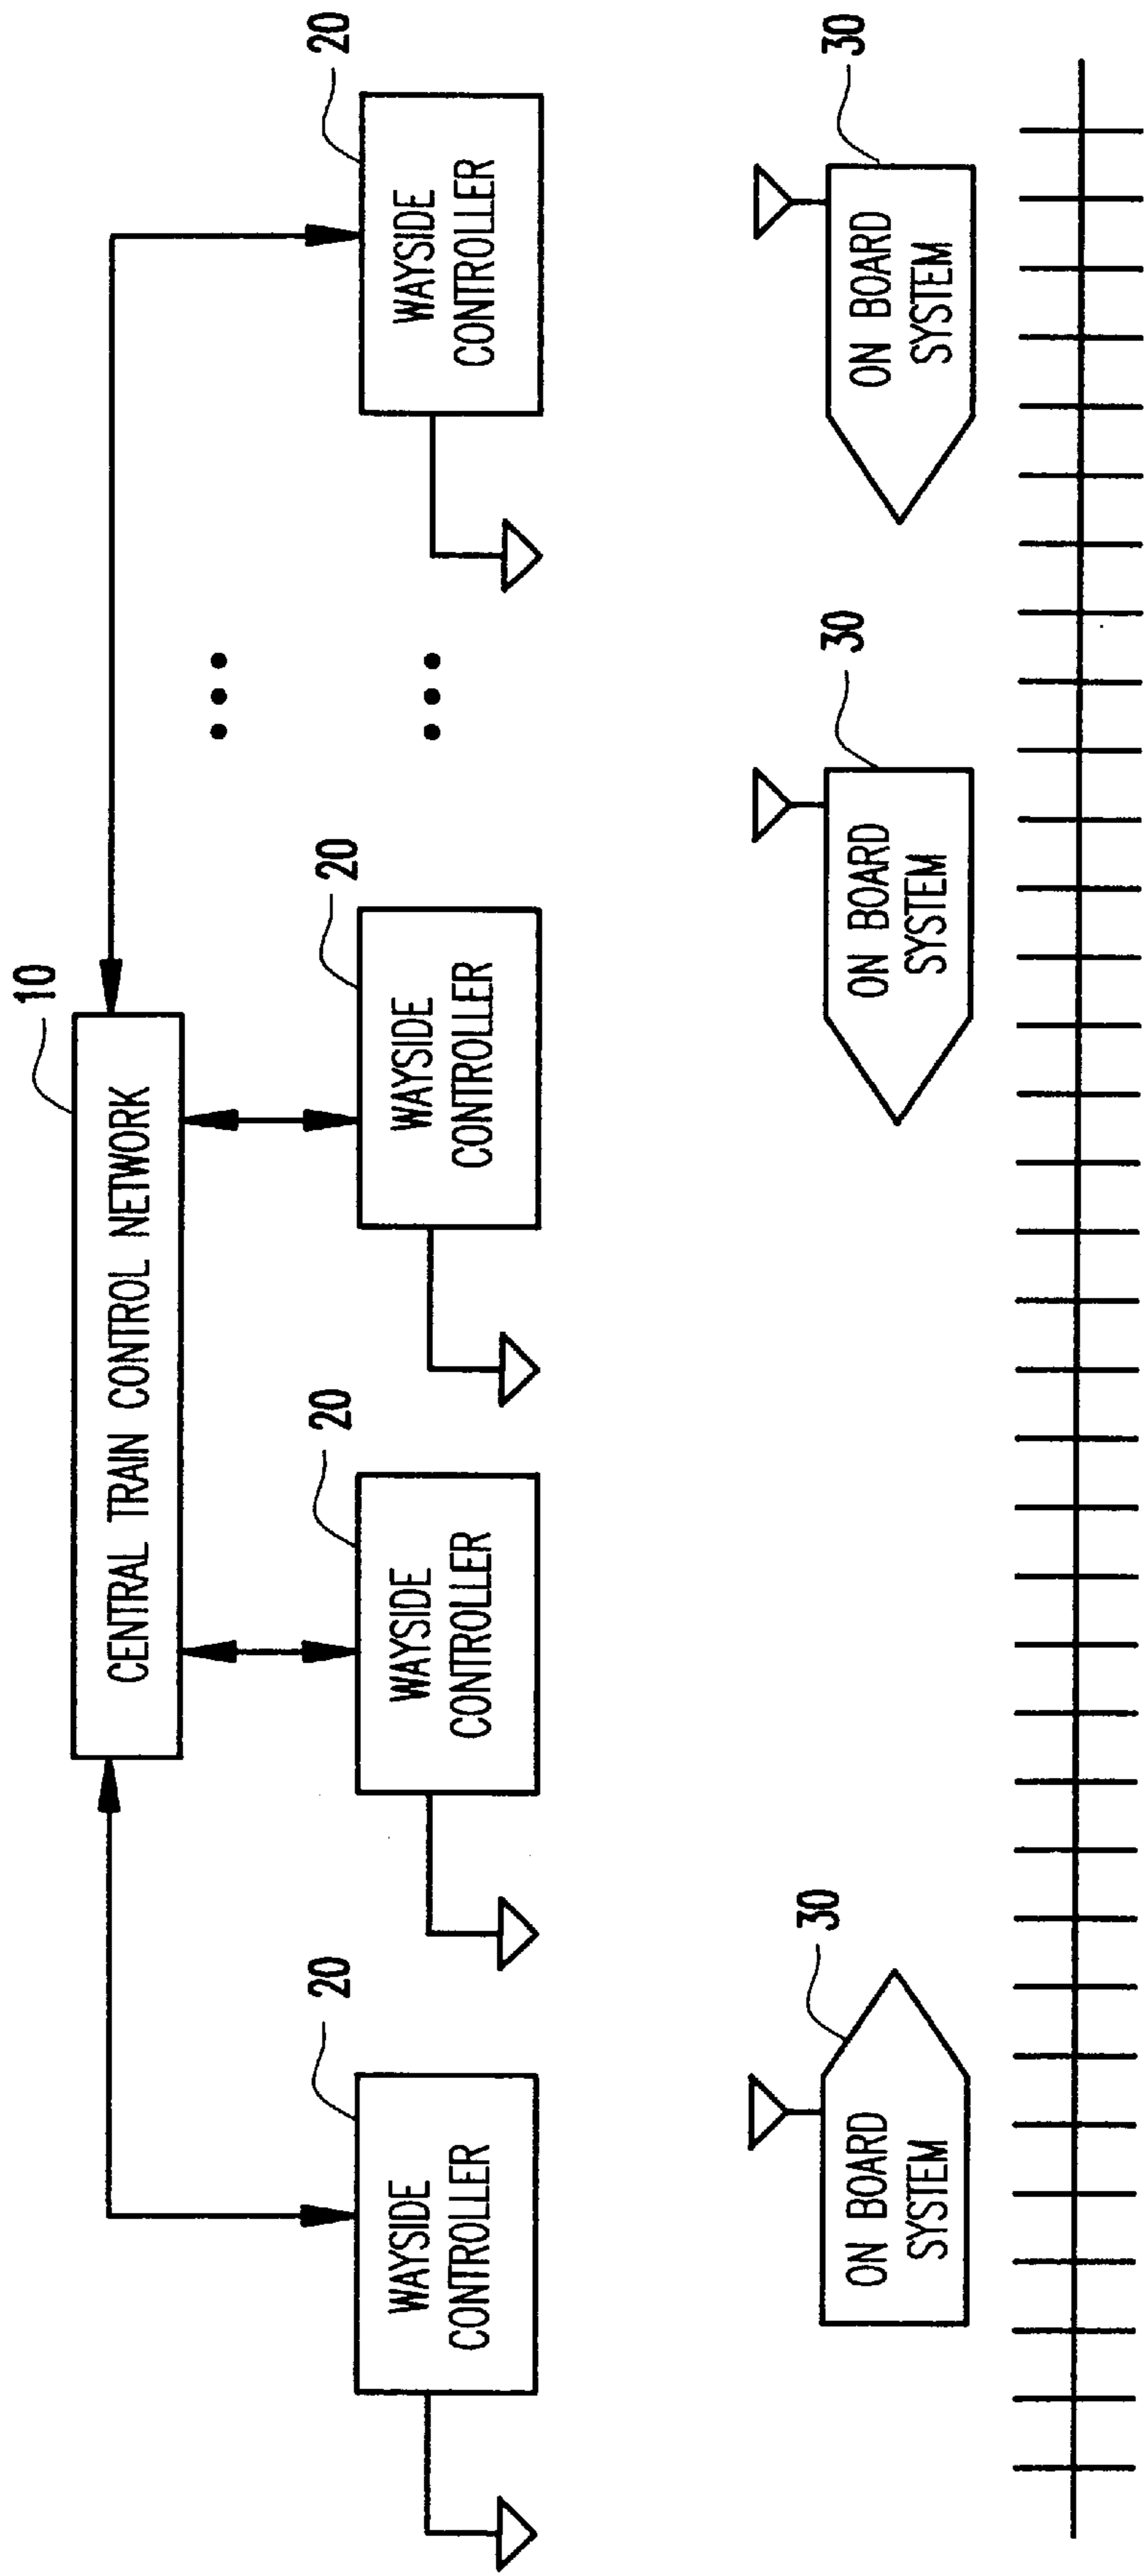 10
CENTRAL TRAIN CONTROL NETWORK
20
WAYSIDE
CONTROLLER
20
WAYSIDE
CONTROLLER
20
WAYSIDE
CONTROLLER
20
WAYSIDE
CONTROLLER
30
ON BOARD
SYSTEM
30
ON BOARD
SYSTEM
30
ON BOARD
SYSTEM